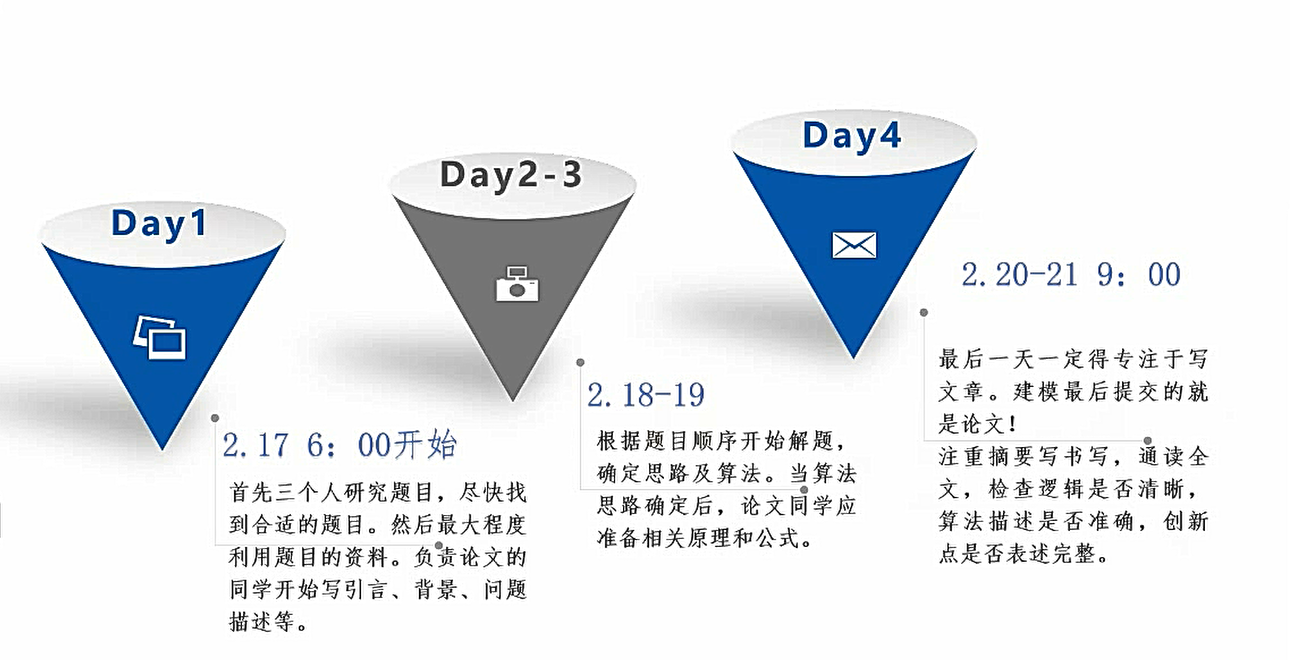 Day1
2.17 6：00开始
首先三个人研究题目，尽快找
到合适的题目。然后最大程度
利用题目的资料。负责论文的
同学开始写引言、背景、问题
描述等。
Day2-3
2.18-19
根据题目顺序开始解题，
确定思路及算法。当算法
思路确定后，论文同学应
准备相关原理和公式。
Day4
2.20-21 9：00
最后一天一定得专注于写
文章。建模最后提交的就
是论文！
注重摘要写书写，通读全
文，检查逻辑是否清晰，
算法描述是否准确，创新
点是否表述完整。